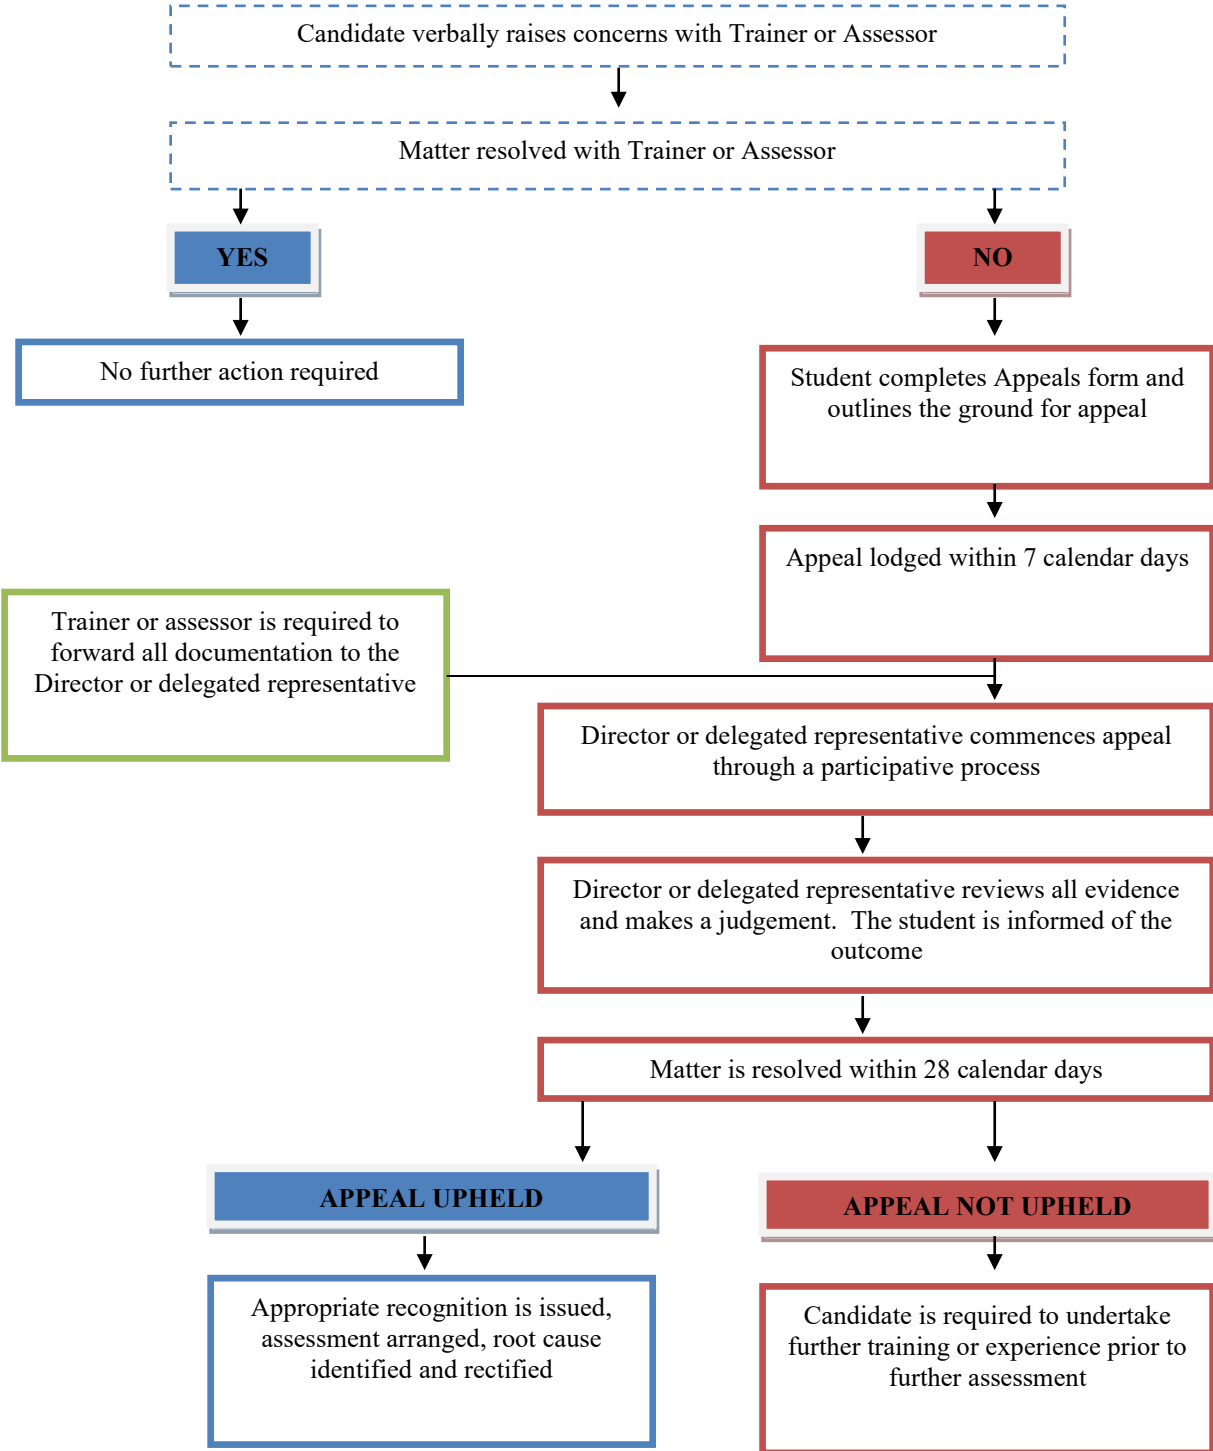 Candidate verbally raises concerns with Trainer or Assessor
Matter resolved with Trainer or Assessor
YES
NO
No further action required
Student completes Appeals form and
outlines the ground for appeal
Appeal lodged within 7 calendar days
Trainer or assessor is required to
forward all documentation to the
Director or delegated representative
Director or delegated representative commences appeal
through a participative process
Director or delegated representative reviews all evidence
and makes a judgement.  The student is informed of the
outcome
Matter is resolved within 28 calendar days
APPEAL UPHELD
APPEAL NOT UPHELD
Appropriate recognition is issued,
assessment arranged, root cause
identified and rectified
Candidate is required to undertake
further training or experience prior to
further assessment